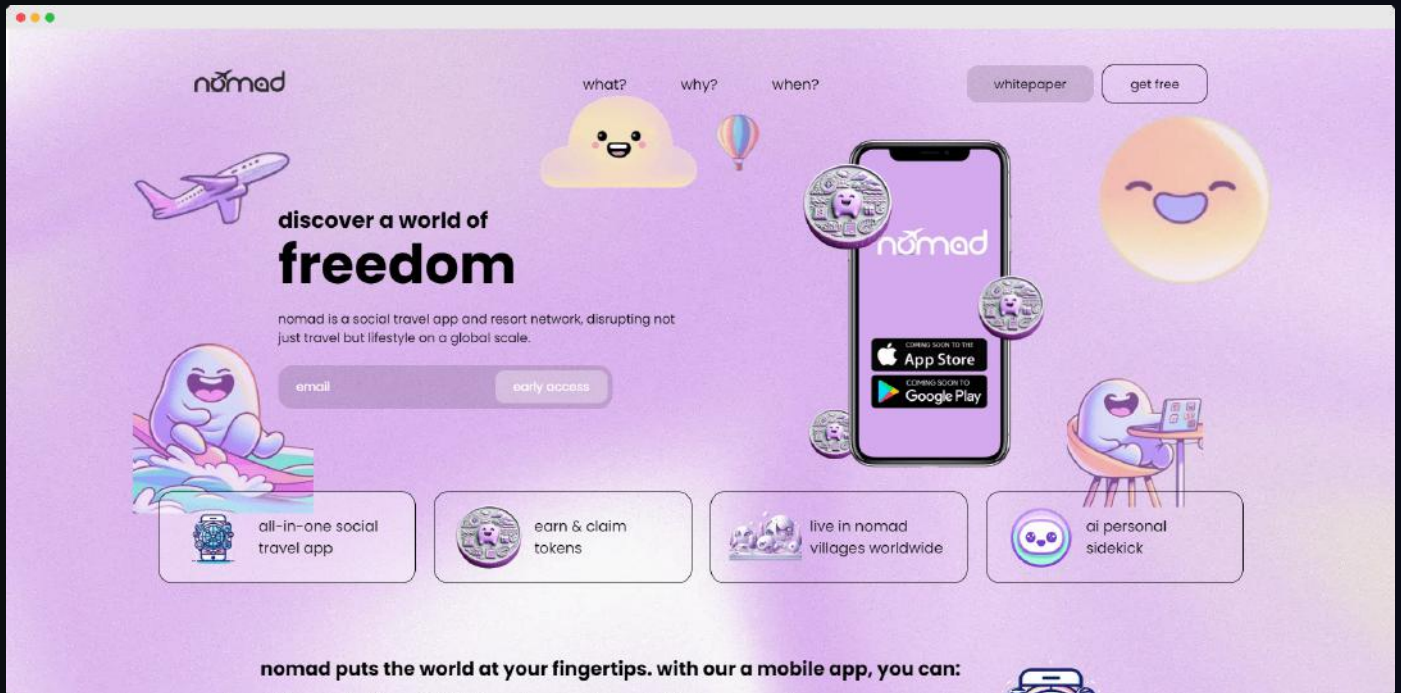 nomad
what?
why?
when?
whitepaper
get free
discover a world of
freedom
nomad is a social travel app and resort network, disrupting not
just travel but lifestyle on a global scale.
email
early access
nomad
COMING SOON TO THE
App Store
COMING SOON TO
Google Play
all-in-one social
travel app
earn & claim
tokens
live in nomad
villages worldwide
ai personal
sidekick
nomad puts the world at your fingertips. with our a mobile app, you can: